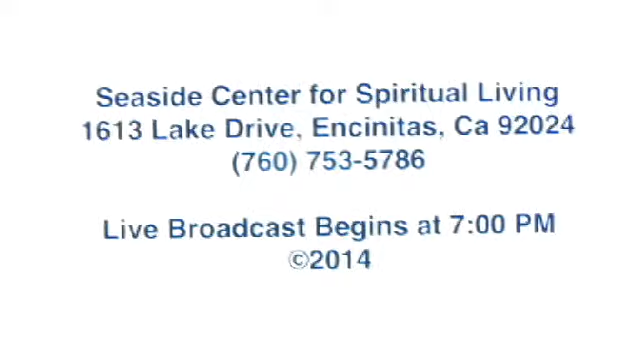 Seaside Center for Spiritual Living
1613 Lake Drive, Encinitas, Ca 92024
(760) 753-5786
Live Broadcast Begins at 7:00 PM
©2014